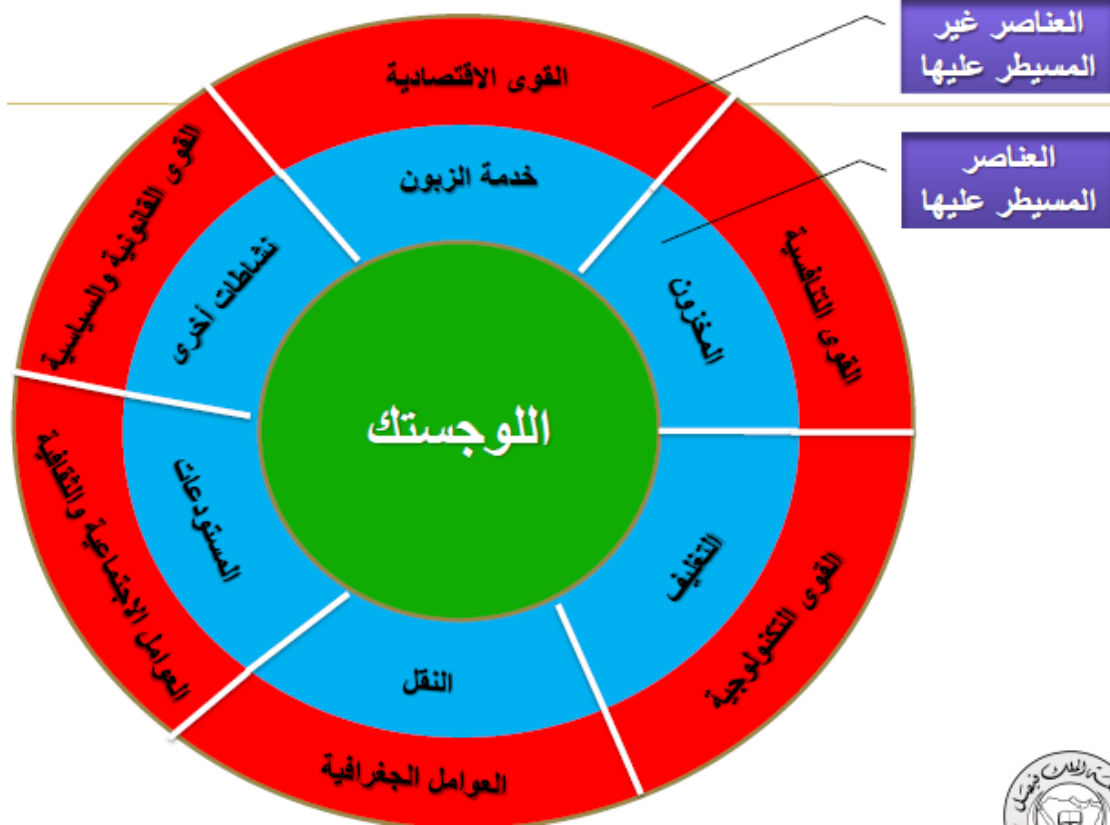 العناصر غير
المسيطر عليها
العناصر
المسيطر عليها
القوى الاقتصادية
القوى التنافسية
القوى التكنولوجية
العوامل الجغرافية
العوامل الاجتماعية والثقافية
القوى القانونية والسياسية
خدمة الزبون
المخزون
التغليف
النقل
المستودعات
نشاطات أخرى
اللوجستك